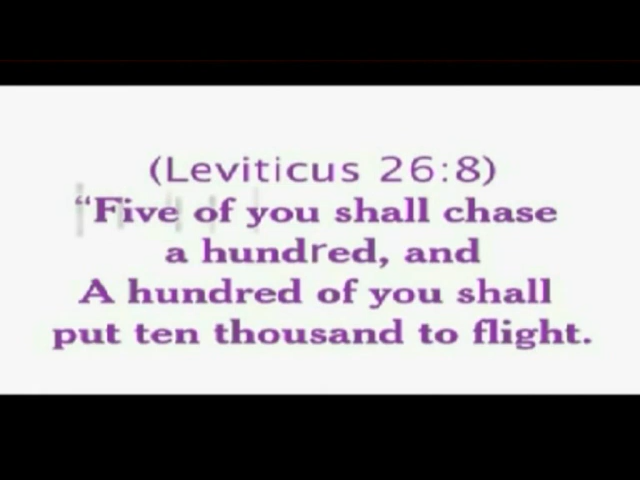 (Leviticus 26:8)
“Five of you shall chase
a hundred, and
A hundred of you shall
put ten thousand to flight.